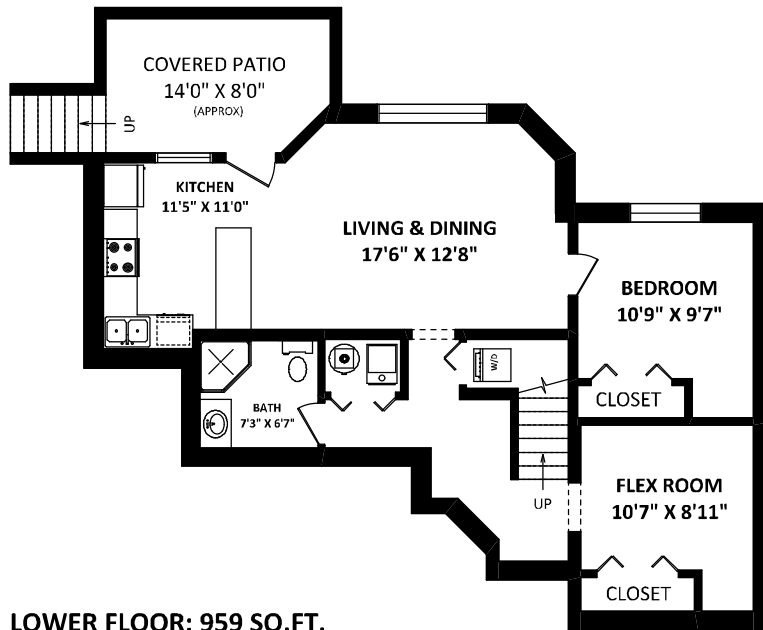 COVERED PATIO
14'0" X 8'0"
(APPROX)
UP
KITCHEN
11'5" X 11'0"
LIVING & DINING
17'6" X 12'8"
BEDROOM
10'9" X 9'7"
W/D
CLOSET
BATH
7'3" X 6'7"
UP
FLEX ROOM
10'7" X 8'11"
CLOSET
LOWER FLOOR: 959 SQ.FT.